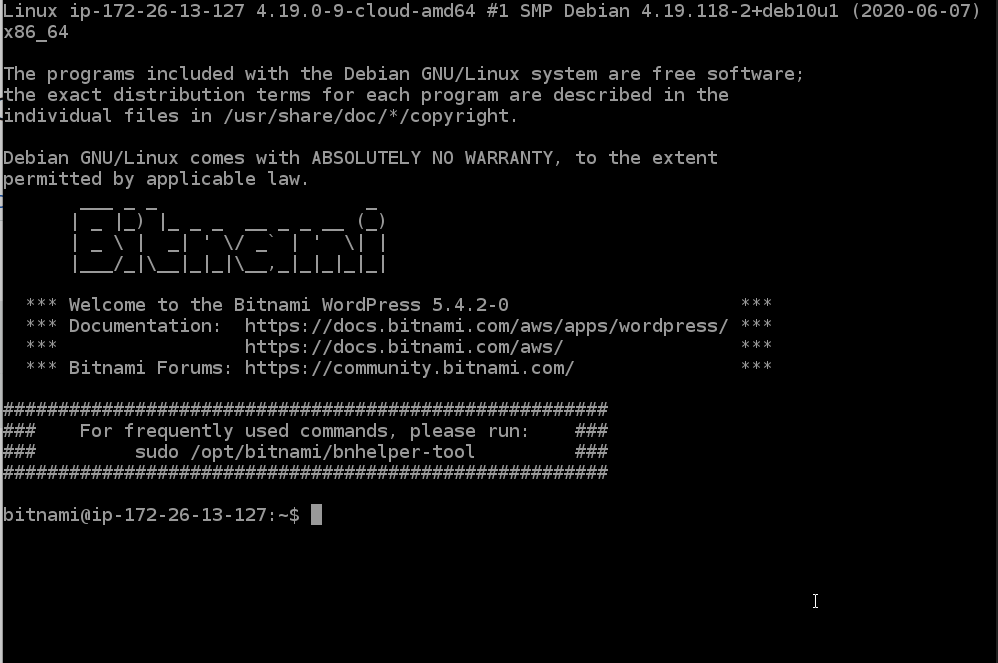 Linux ip-172-26-13-127 4.19.0-9-cloud-amd64 #1 SMP Debian 4.19.118-2+deb10u1 (2020-06-07)
x86_64
The programs included with the Debian GNU/Linux system are free software;
the exact distribution terms for each program are described in the
individual files in /usr/share/doc/*/copyright.
Debian GNU/Linux comes with ABSOLUTELY NO WARRANTY, to the extent
permitted by applicable law.
Bitnami
*** Welcome to the Bitnami WordPress 5.4.2-0 ***
*** Documentation: https://docs.bitnami.com/aws/apps/wordpress/ ***
*** https://docs.bitnami.com/aws/ ***
*** Bitnami Forums: https://community.bitnami.com/ ***
#######################################################
### For frequently used commands, please run: ###
### sudo /opt/bitnami/bnhelper-tool ###
#######################################################
bitnami@ip-172-26-13-127:~$